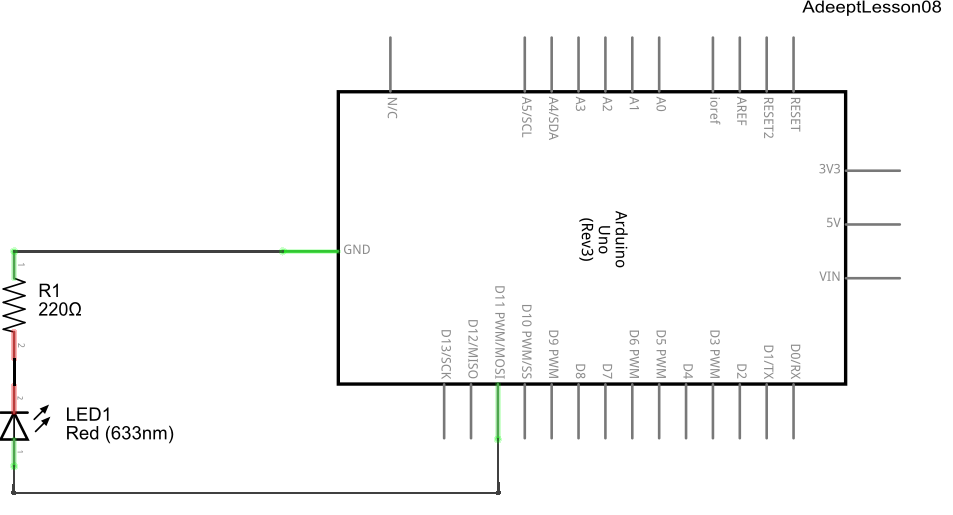 AdeeptLesson08
N/C
A5/SCL
A4/SDA
A3
A2
A1
A0
ioref
AREF
RESET2
RESET
3V3
5V
VIN
Arduino
Uno
(Rev3)
GND
1
R1
220Ω
2
2
LED1
Red (633nm)
1
D13/SCK
D12/MISO
D11 PWM/MOSI
D10 PWM/SS
D9 PWM
D8
D7
D6 PWM
D5 PWM
D4
D3 PWM
D2
D1/TX
D0/RX